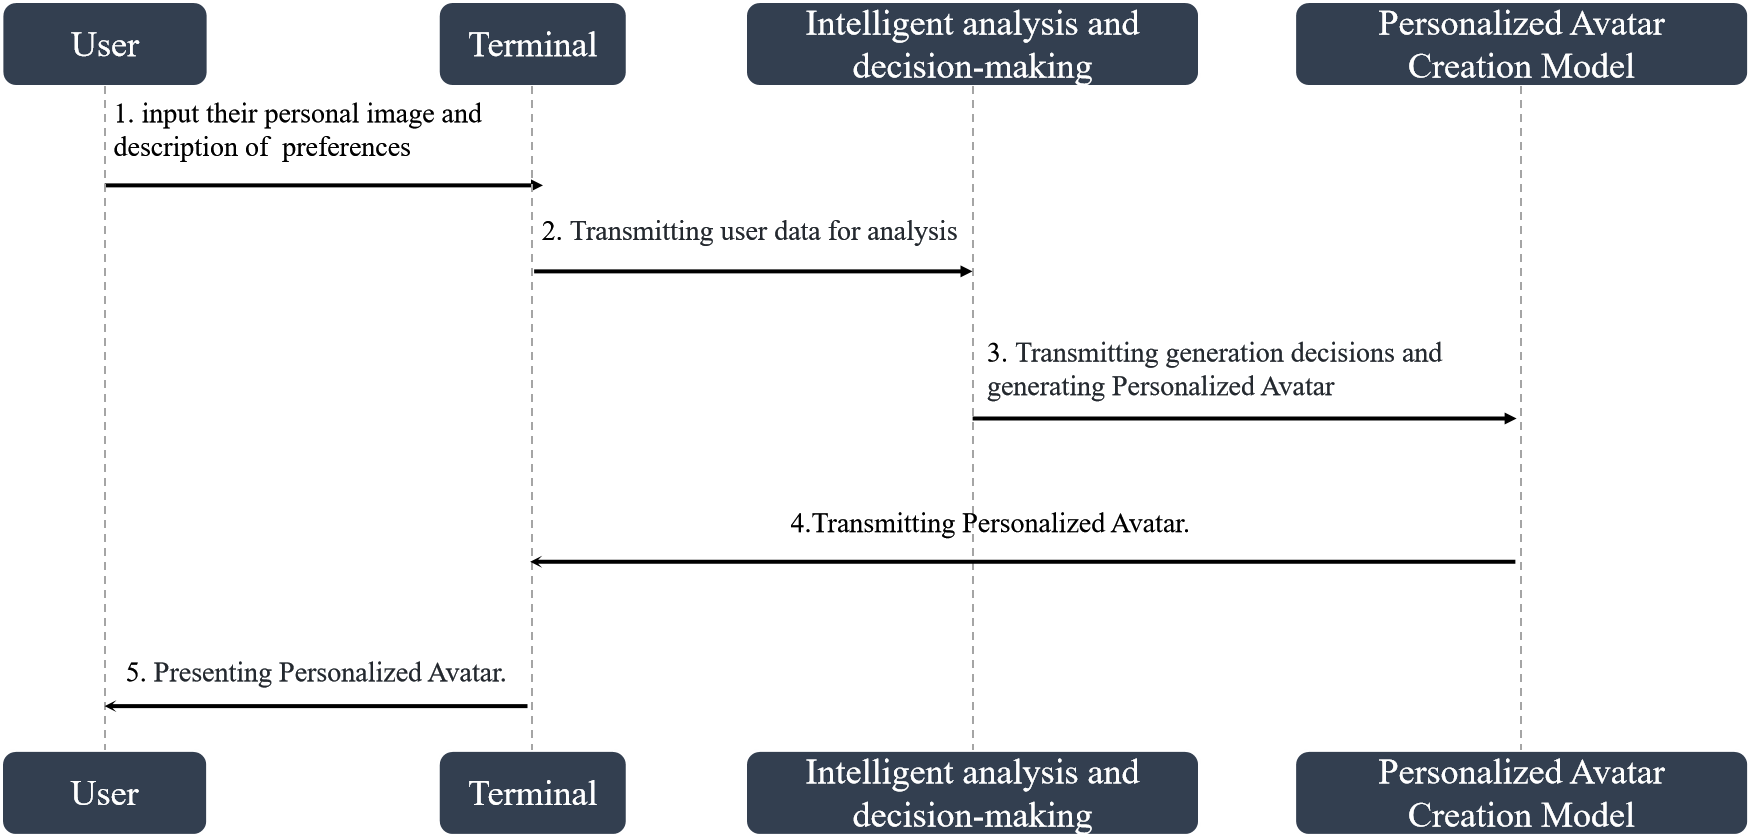 User
Terminal
Intelligent analysis and
decision-making
Personalized Avatar
Creation Model
1. input their personal image and
description of  preferences
2. Transmitting user data for analysis
3. Transmitting generation decisions and
generating Personalized Avatar
4.Transmitting Personalized Avatar.
5. Presenting Personalized Avatar.
User
Terminal
Intelligent analysis and
decision-making
Personalized Avatar
Creation Model